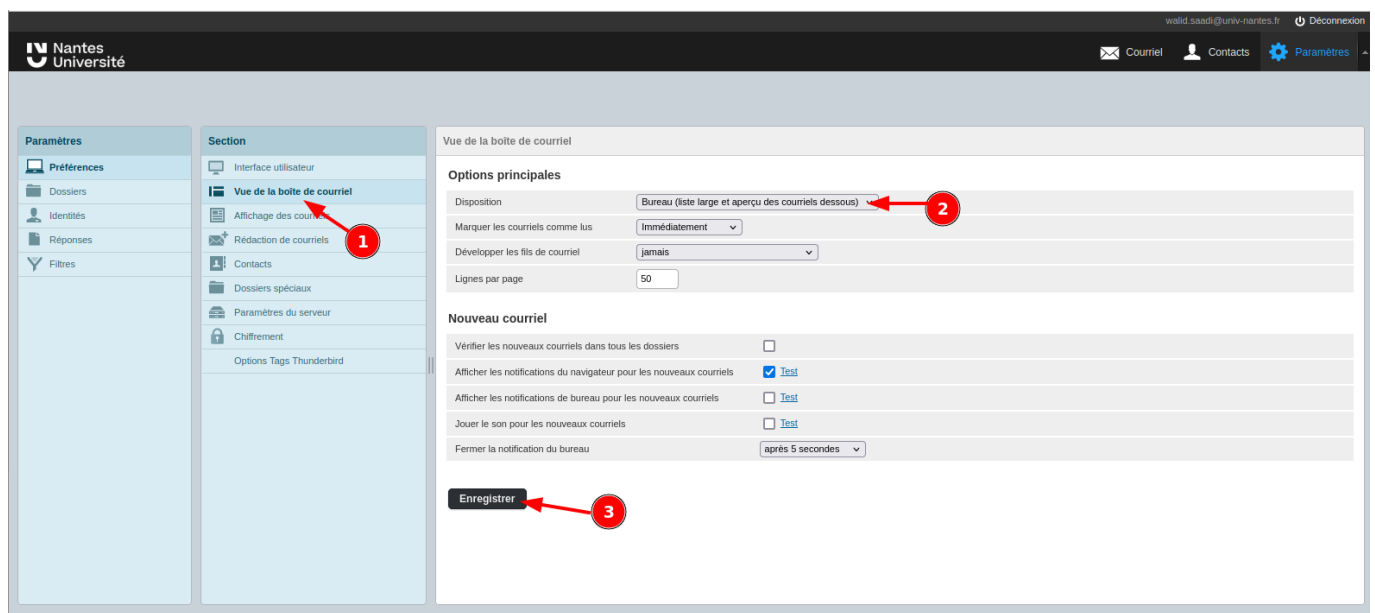 walid.saadi@univ-nantes.fr Déconnexion
Nantes
Université
Courriel Contacts Paramètres
Paramètres
Préférences
Dossiers
Identités
Réponses
Filtres
Section
Interface utilisateur
Vue de la boîte de courriel
Affichage des courriels
Rédaction de courriels
Contacts
Dossiers spéciaux
Paramètres du serveur
Chiffrement
Options Tags Thunderbird
1
Vue de la boîte de courriel
Options principales
Disposition Bureau (liste large et aperçu des courriels dessous)
2
Marquer les courriels comme lus Immédiatement
Développer les fils de courriel jamais
Lignes par page 50
Nouveau courriel
Vérifier les nouveaux courriels dans tous les dossiers
Afficher les notifications du navigateur pour les nouveaux courriels Test
Afficher les notifications de bureau pour les nouveaux courriels Test
Jouer le son pour les nouveaux courriels Test
Fermer la notification du bureau après 5 secondes
Enregistrer
3